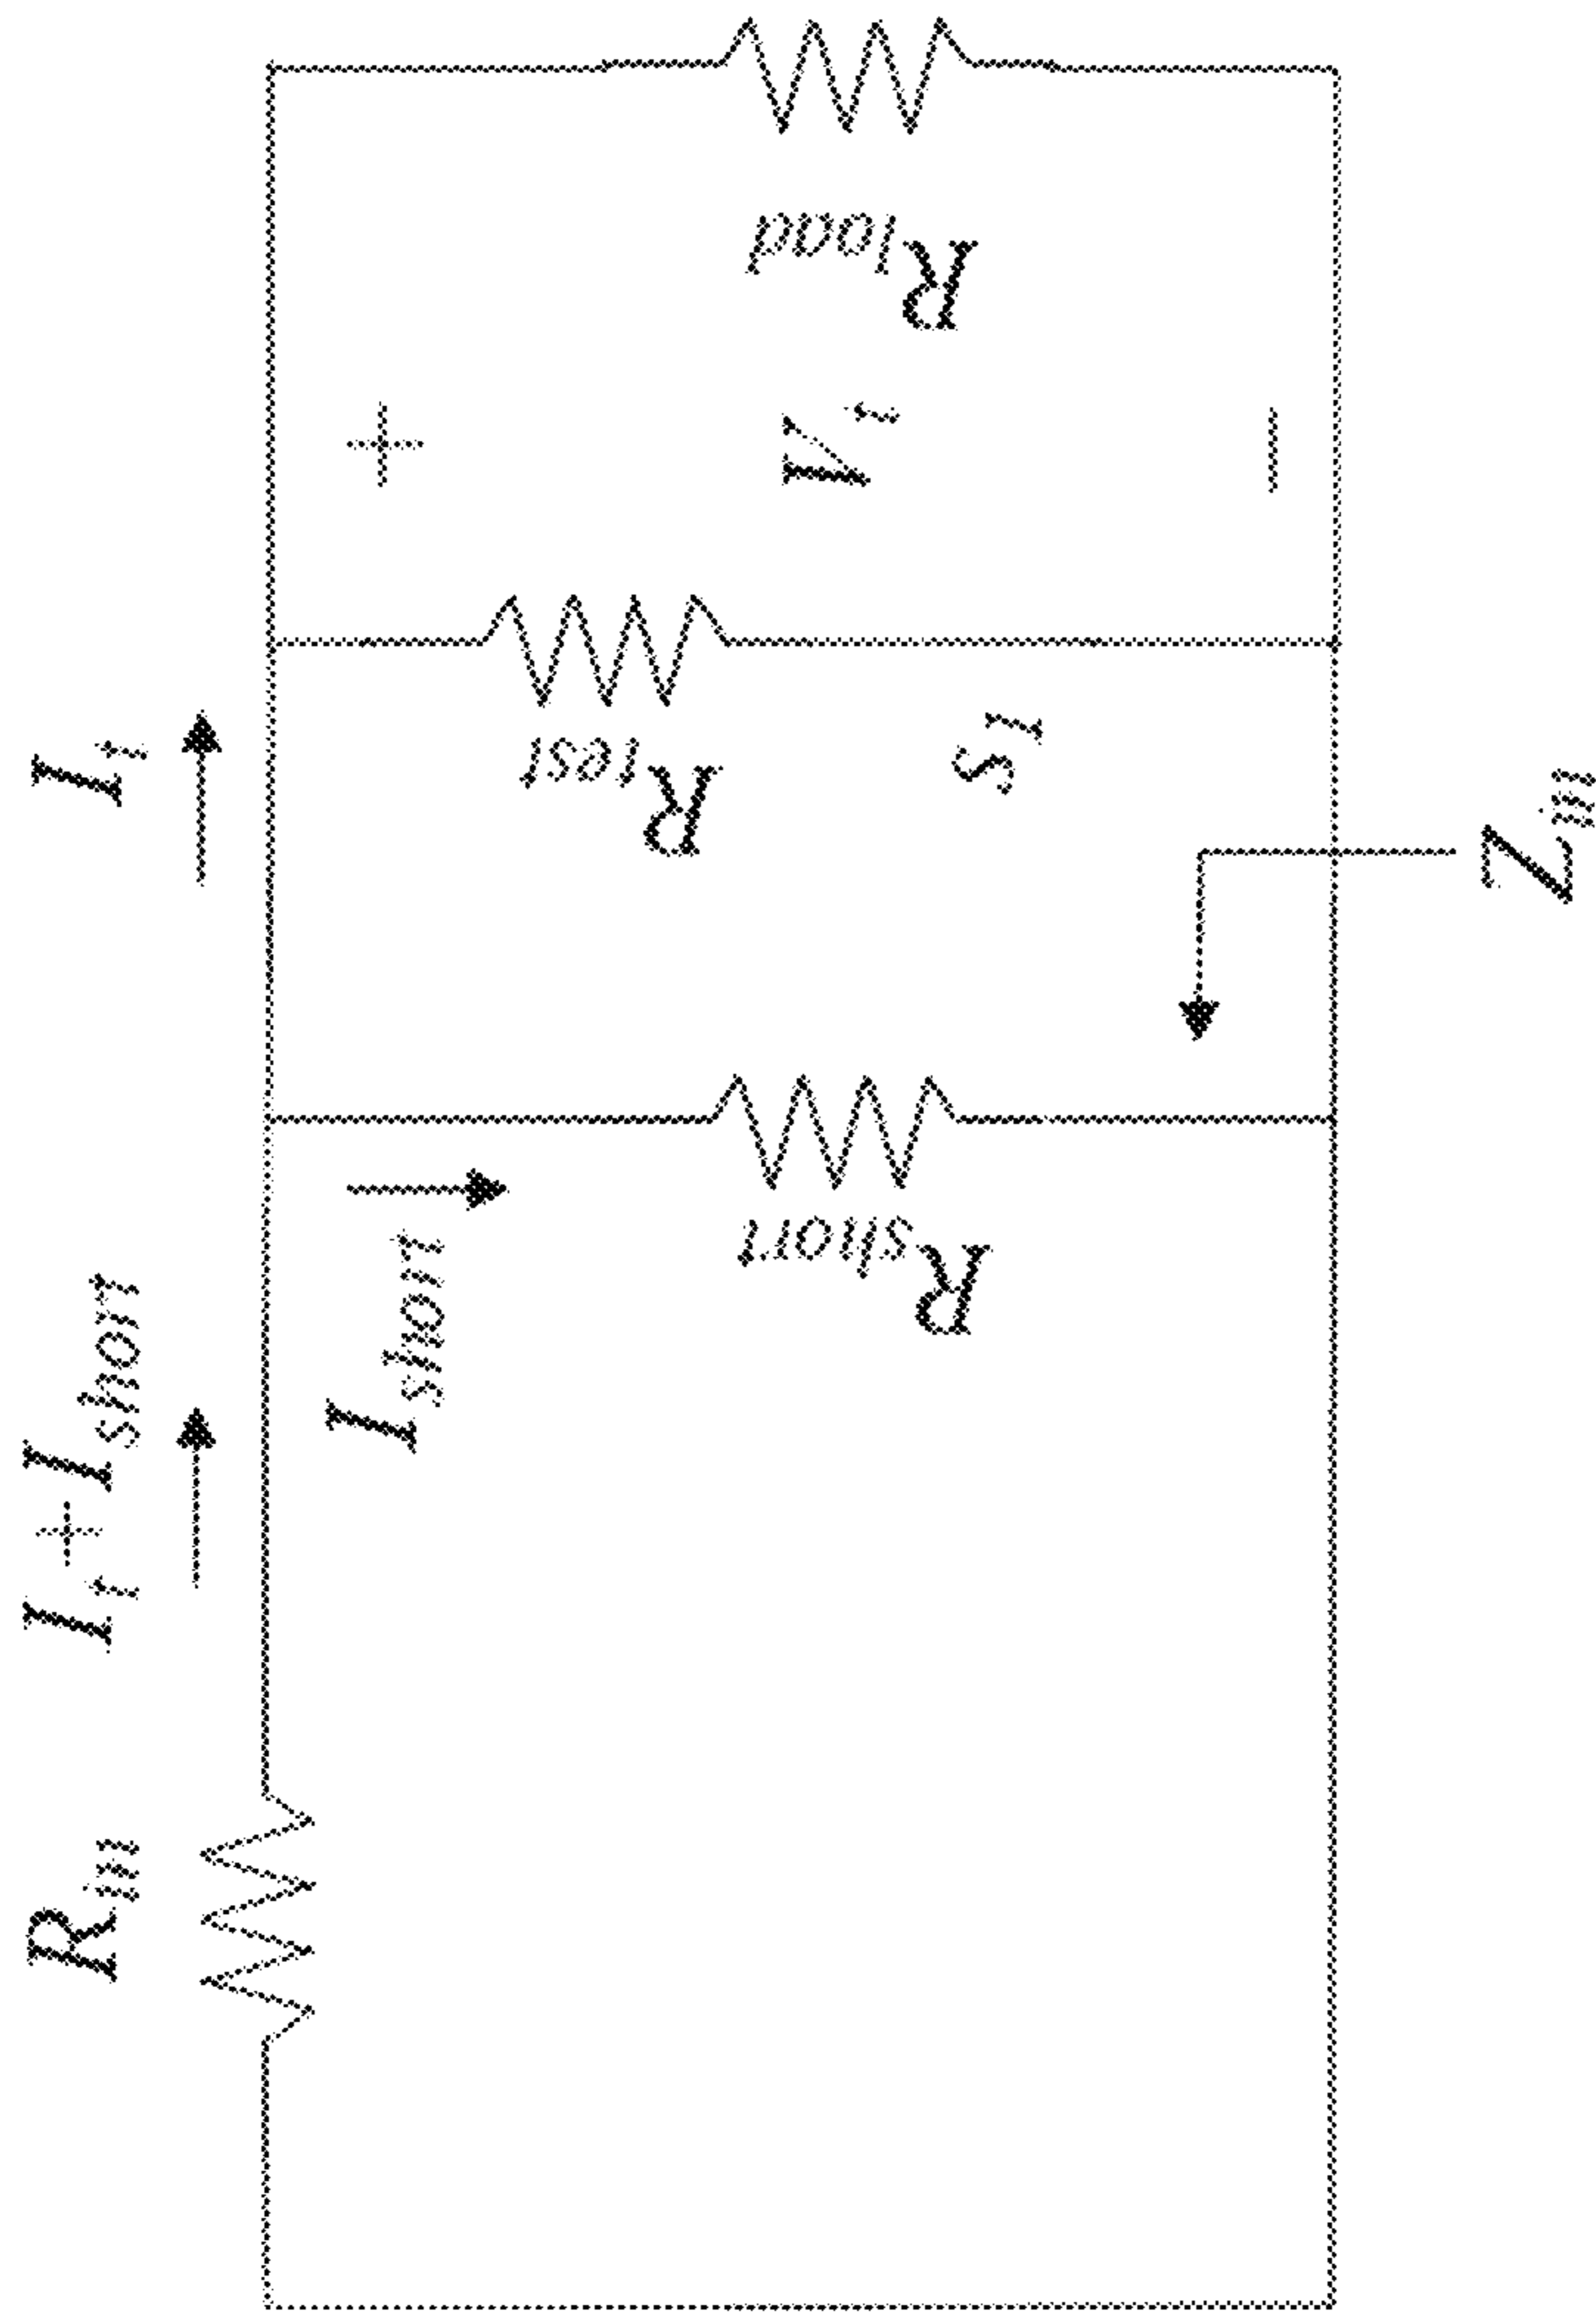 R_in
I_t + I_short
I_t
I_short
R_short
R_test
S_1
+
V_t
−
R_load
Z_in